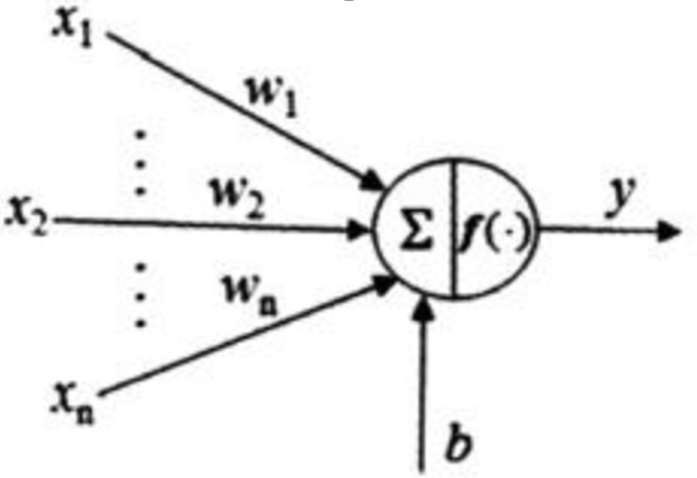 x₁
w₁
x₂
w₂
Σ
f(·)
y
wₙ
xₙ
b